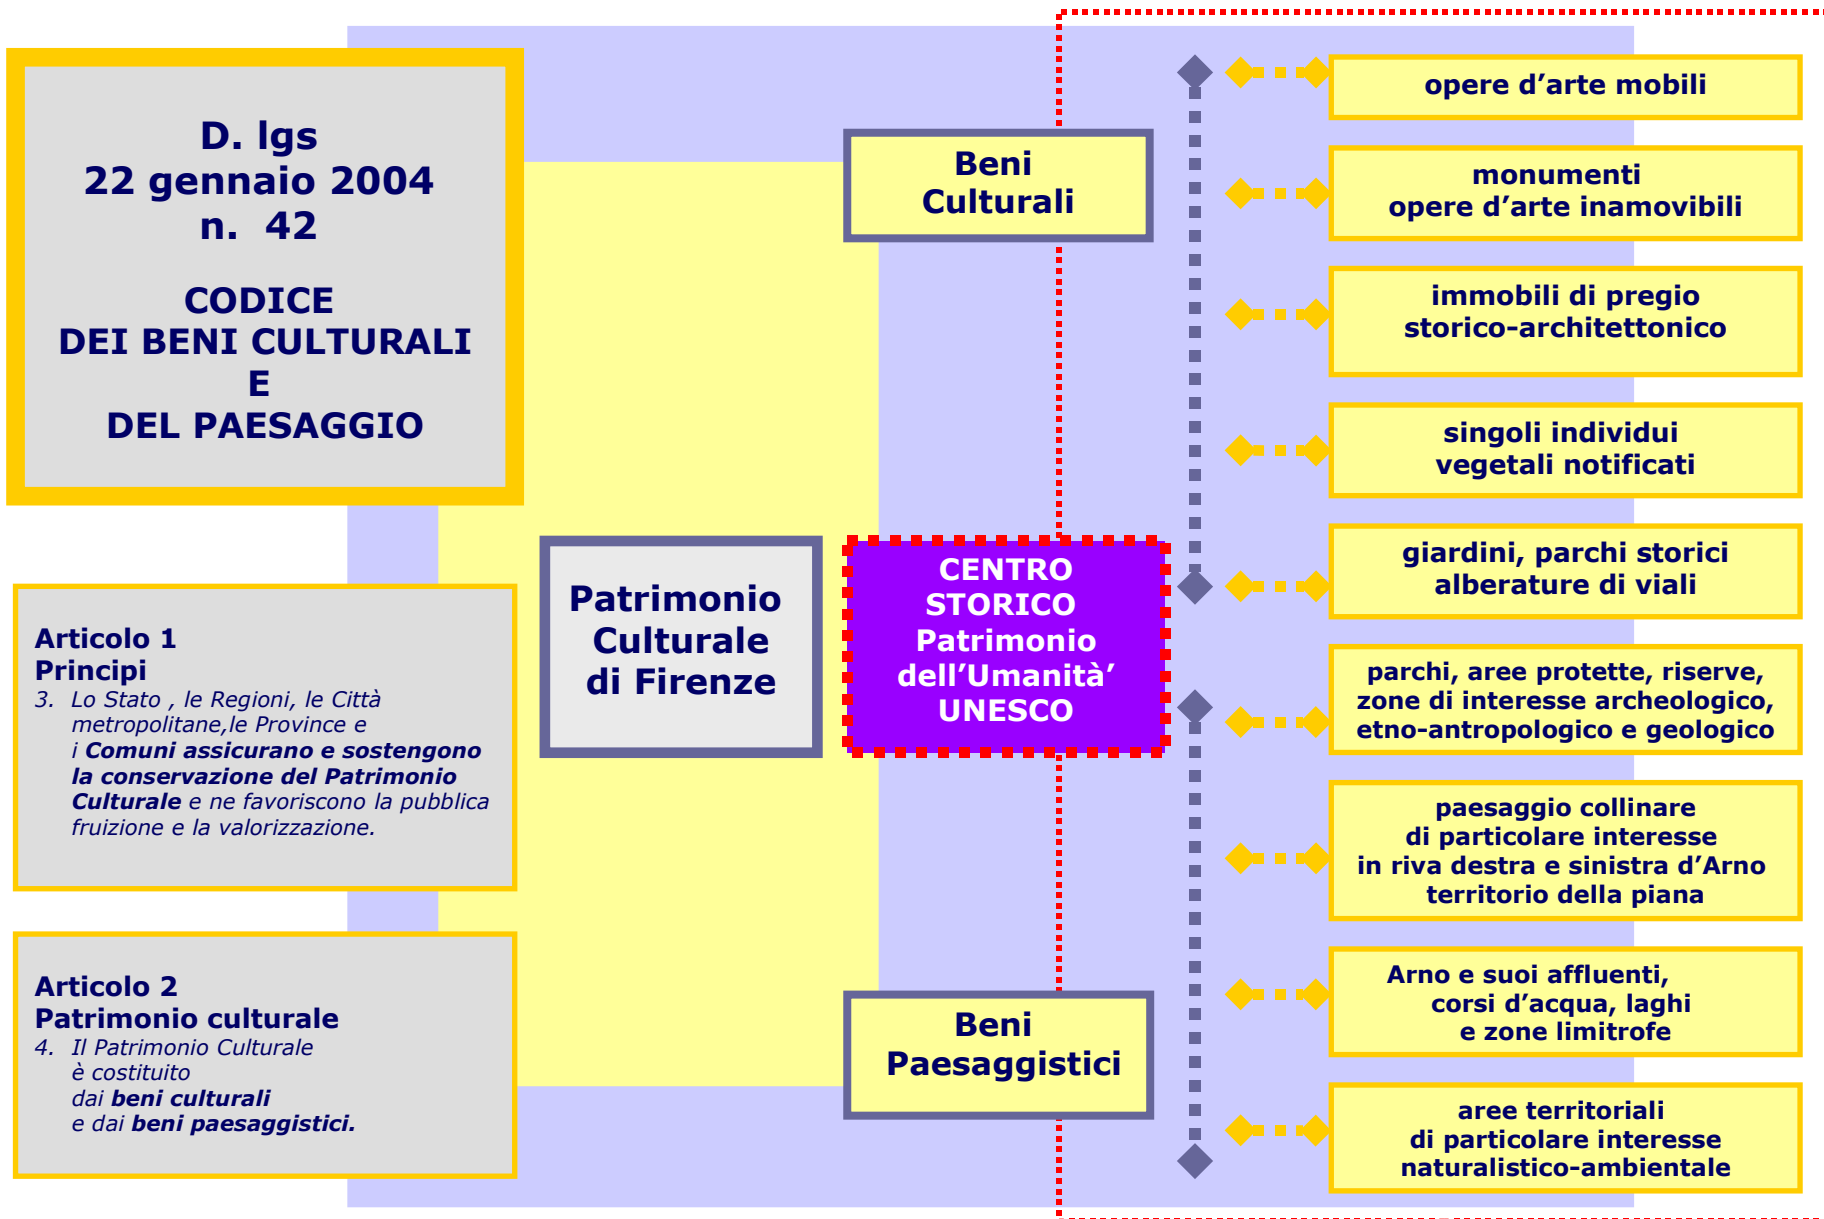 D. lgs
22 gennaio 2004
n. 42
CODICE
DEI BENI CULTURALI
E
DEL PAESAGGIO
Articolo 1
Principi
3. Lo Stato , le Regioni, le Città
metropolitane,le Province e
i Comuni assicurano e sostengono
la conservazione del Patrimonio
Culturale e ne favoriscono la pubblica
fruizione e la valorizzazione.
Articolo 2
Patrimonio culturale
4. Il Patrimonio Culturale
è costituito
dai beni culturali
e dai beni paesaggistici.
Patrimonio
Culturale
di Firenze
Beni
Culturali
CENTRO
STORICO
Patrimonio
dell’Umanità’
UNESCO
Beni
Paesaggistici
opere d’arte mobili
monumenti
opere d’arte inamovibili
immobili di pregio
storico-architettonico
singoli individui
vegetali notificati
giardini, parchi storici
alberature di viali
parchi, aree protette, riserve,
zone di interesse archeologico,
etno-antropologico e geologico
paesaggio collinare
di particolare interesse
in riva destra e sinistra d’Arno
territorio della piana
Arno e suoi affluenti,
corsi d’acqua, laghi
e zone limitrofe
aree territoriali
di particolare interesse
naturalistico-ambientale